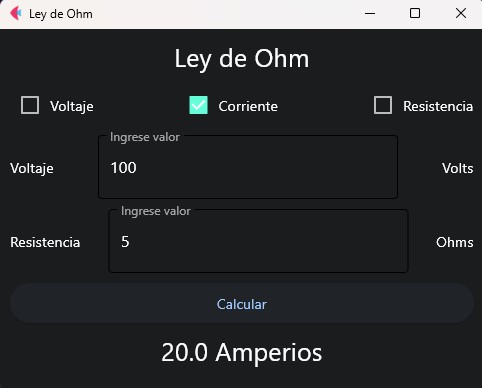 Ley de Ohm
Ley de Ohm
Voltaje Corriente Resistencia
Ingrese valor
Voltaje 100 Volts
Ingrese valor
Resistencia 5 Ohms
Calcular
20.0 Amperios